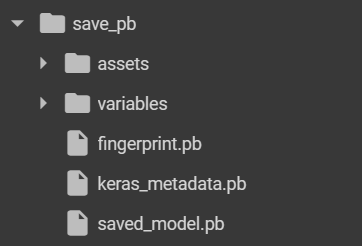 save_pb
assets
variables
fingerprint.pb
keras_metadata.pb
saved_model.pb